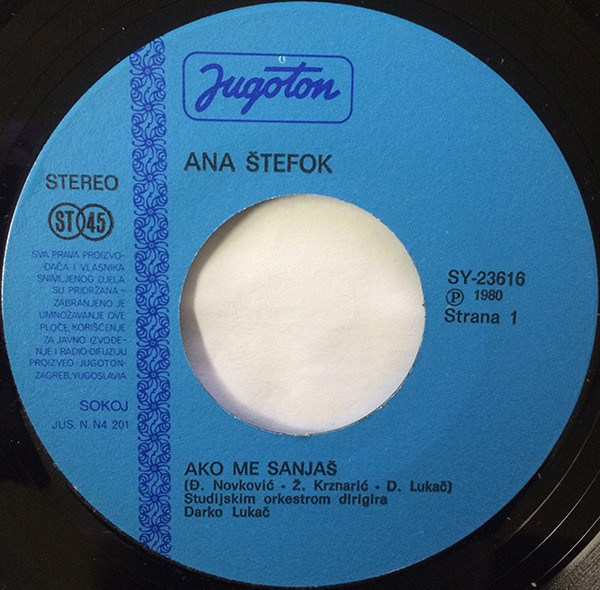 Jugoton
ANA ŠTEFOK
STEREO
ST 45
SVA PRAVA PROIZVO-
ĐAČA I VLASNIKA
SNIMLJENOG DJELA
SU PRIDRŽANA -
ZABRANJENO JE
UMNOŽAVANJE OVE
PLOČE, KORIŠĆENJE
ZA JAVNO IZVOĐE-
NJE I RADIO-DIFUZIJU
PROIZVEO-JUGOTON-
ZAGREB, YUGOSLAVIA
SOKOJ
JUS. N. N4 201
SY-23616
Ⓟ 1980
Strana 1
AKO ME SANJAŠ
(Đ. Novković - Ž. Krznarić - D. Lukač)
Studijskim orkestrom dirigira
Darko Lukač